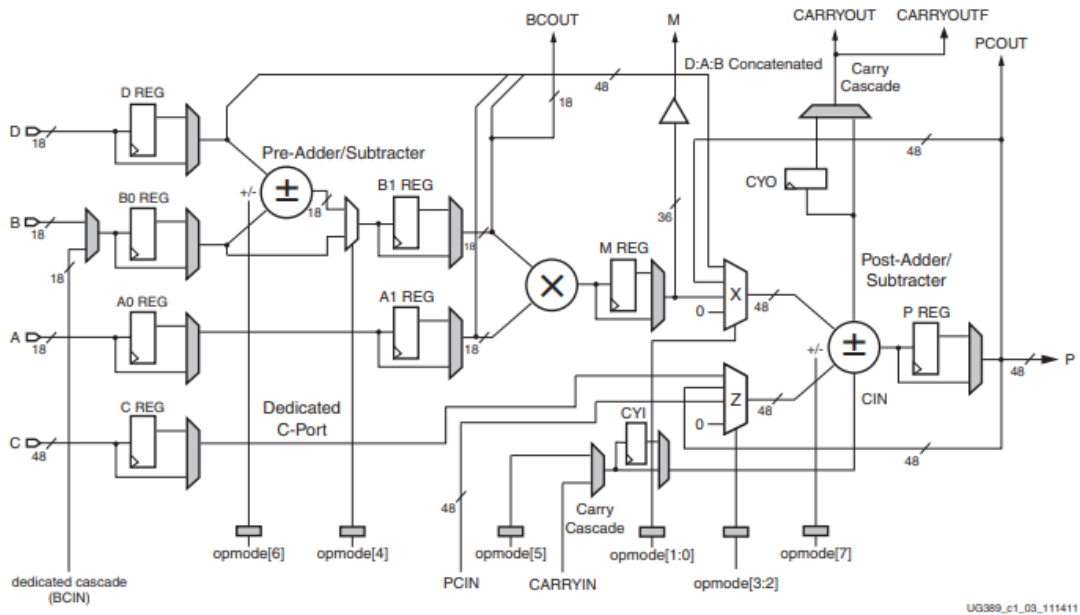 BCOUT
M
CARRYOUT
CARRYOUTF
PCOUT
D:A:B Concatenated
Carry
Cascade
48
18
D REG
D
18
Pre-Adder/Subtracter
+/-
±
18
B1 REG
48
CYO
B0 REG
B
18
18
18
36
M REG
Post-Adder/
Subtracter
X
48
0
P REG
A0 REG
A1 REG
A
18
18
×
+/-
±
48
P
CIN
C REG
Dedicated
C-Port
Z
48
0
CYI
C
48
48
48
Carry
Cascade
opmode[6]
opmode[4]
opmode[5]
opmode[1:0]
opmode[7]
dedicated cascade
(BCIN)
PCIN
CARRYIN
opmode[3:2]
UG389_c1_03_111411